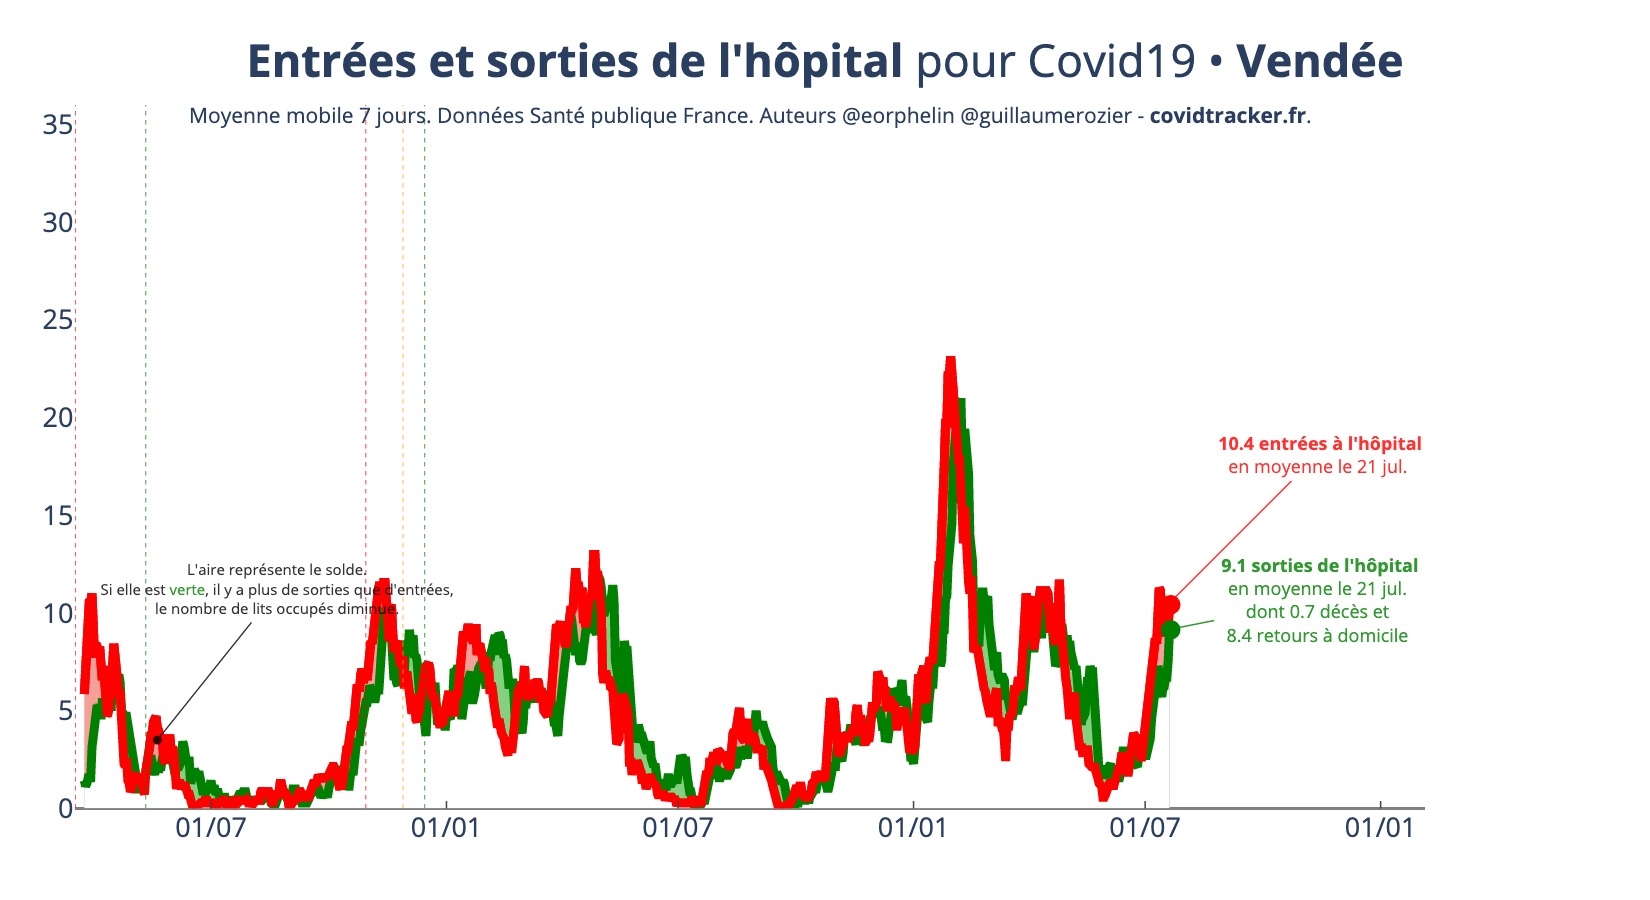 Entrées et sorties de l'hôpital pour Covid19 • Vendée
Moyenne mobile 7 jours. Données Santé publique France. Auteurs @eorphelin @guillaumerozier - covidtracker.fr.
35
30
25
20
15
10
5
0
L'aire représente le solde.
Si elle est verte, il y a plus de sorties que d'entrées,
le nombre de lits occupés diminue.
10.4 entrées à l'hôpital
en moyenne le 21 jul.
9.1 sorties de l'hôpital
en moyenne le 21 jul.
dont 0.7 décès et
8.4 retours à domicile
01/07 01/01 01/07 01/01 01/07 01/01